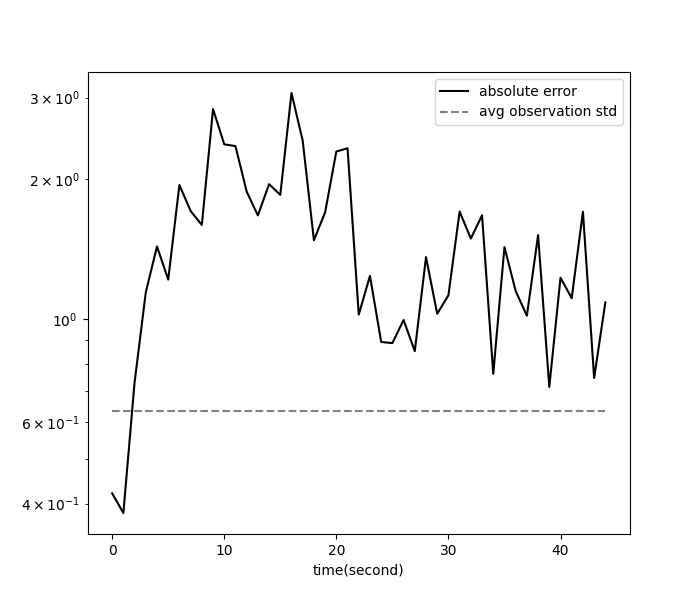 absolute error
avg observation std
3 × 10⁰
2 × 10⁰
10⁰
6 × 10⁻¹
4 × 10⁻¹
0 10 20 30 40
time(second)